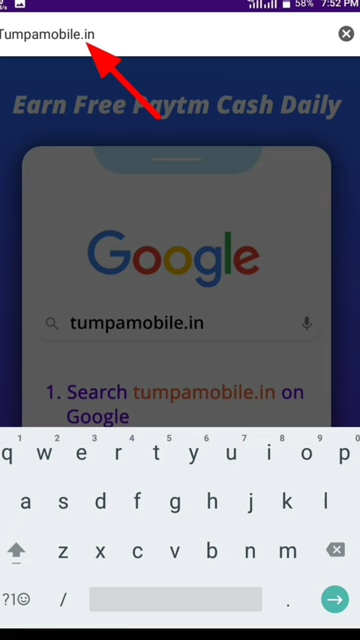 58% 7:52 PM
Tumpamobile.in
Earn Free Paytm Cash Daily
Google
tumpamobile.in
1. Search tumpamobile.in on
Google
1 2 3 4 5 6 7 8 9 0
q w e r t y u i o p
a s d f g h j k l
z x c v b n m
?1☺ / .